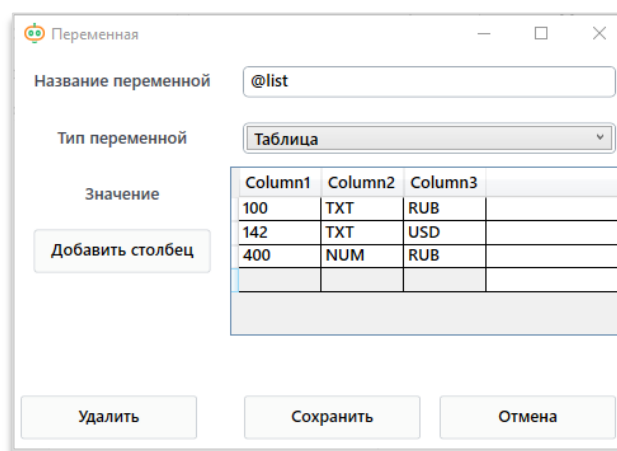 Переменная
Название переменной @list
Тип переменной Таблица
Значение
Column1 Column2 Column3
100 TXT RUB
142 TXT USD
400 NUM RUB
Добавить столбец
Удалить Сохранить Отмена